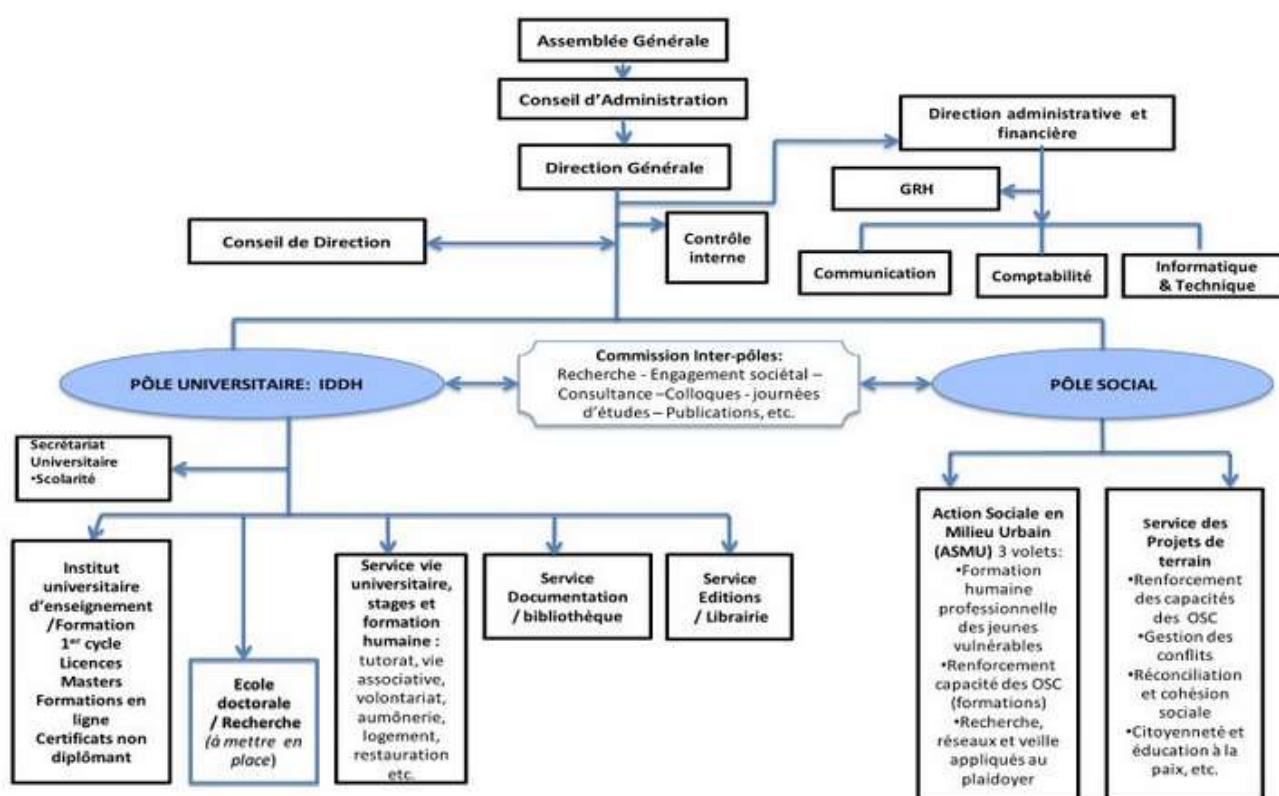 Assemblée Générale
Conseil d'Administration
Direction Générale
Direction administrative et
financière
GRH
Conseil de Direction
Contrôle
interne
Communication
Comptabilité
Informatique
& Technique
PÔLE UNIVERSITAIRE: IDDH
Commission Inter-pôles:
Recherche - Engagement sociétal –
Consultance –Colloques - journées
d'études – Publications, etc.
PÔLE SOCIAL
Secrétariat
Universitaire
•Scolarité
Institut
universitaire
d'enseignement
/Formation
1er cycle
Licences
Masters
Formations en
ligne
Certificats non
diplômant
Ecole
doctorale
/ Recherche
(à mettre en
place)
Service vie
universitaire,
stages et
formation
humaine :
tutorat, vie
associative,
volontariat,
aumônerie,
logement,
restauration
etc.
Service
Documentation
/ bibliothèque
Service
Editions
/ Librairie
Action Sociale en
Milieu Urbain
(ASMU) 3 volets:
•Formation
humaine
professionnelle
des jeunes
vulnérables
•Renforcement
capacité des OSC
(formations)
•Recherche,
réseaux et veille
appliqués au
plaidoyer
Service des
Projets de
terrain
•Renforcement
des capacités
des OSC
•Gestion des
conflits
•Réconciliation
et cohésion
sociale
•Citoyenneté et
éducation à la
paix, etc.